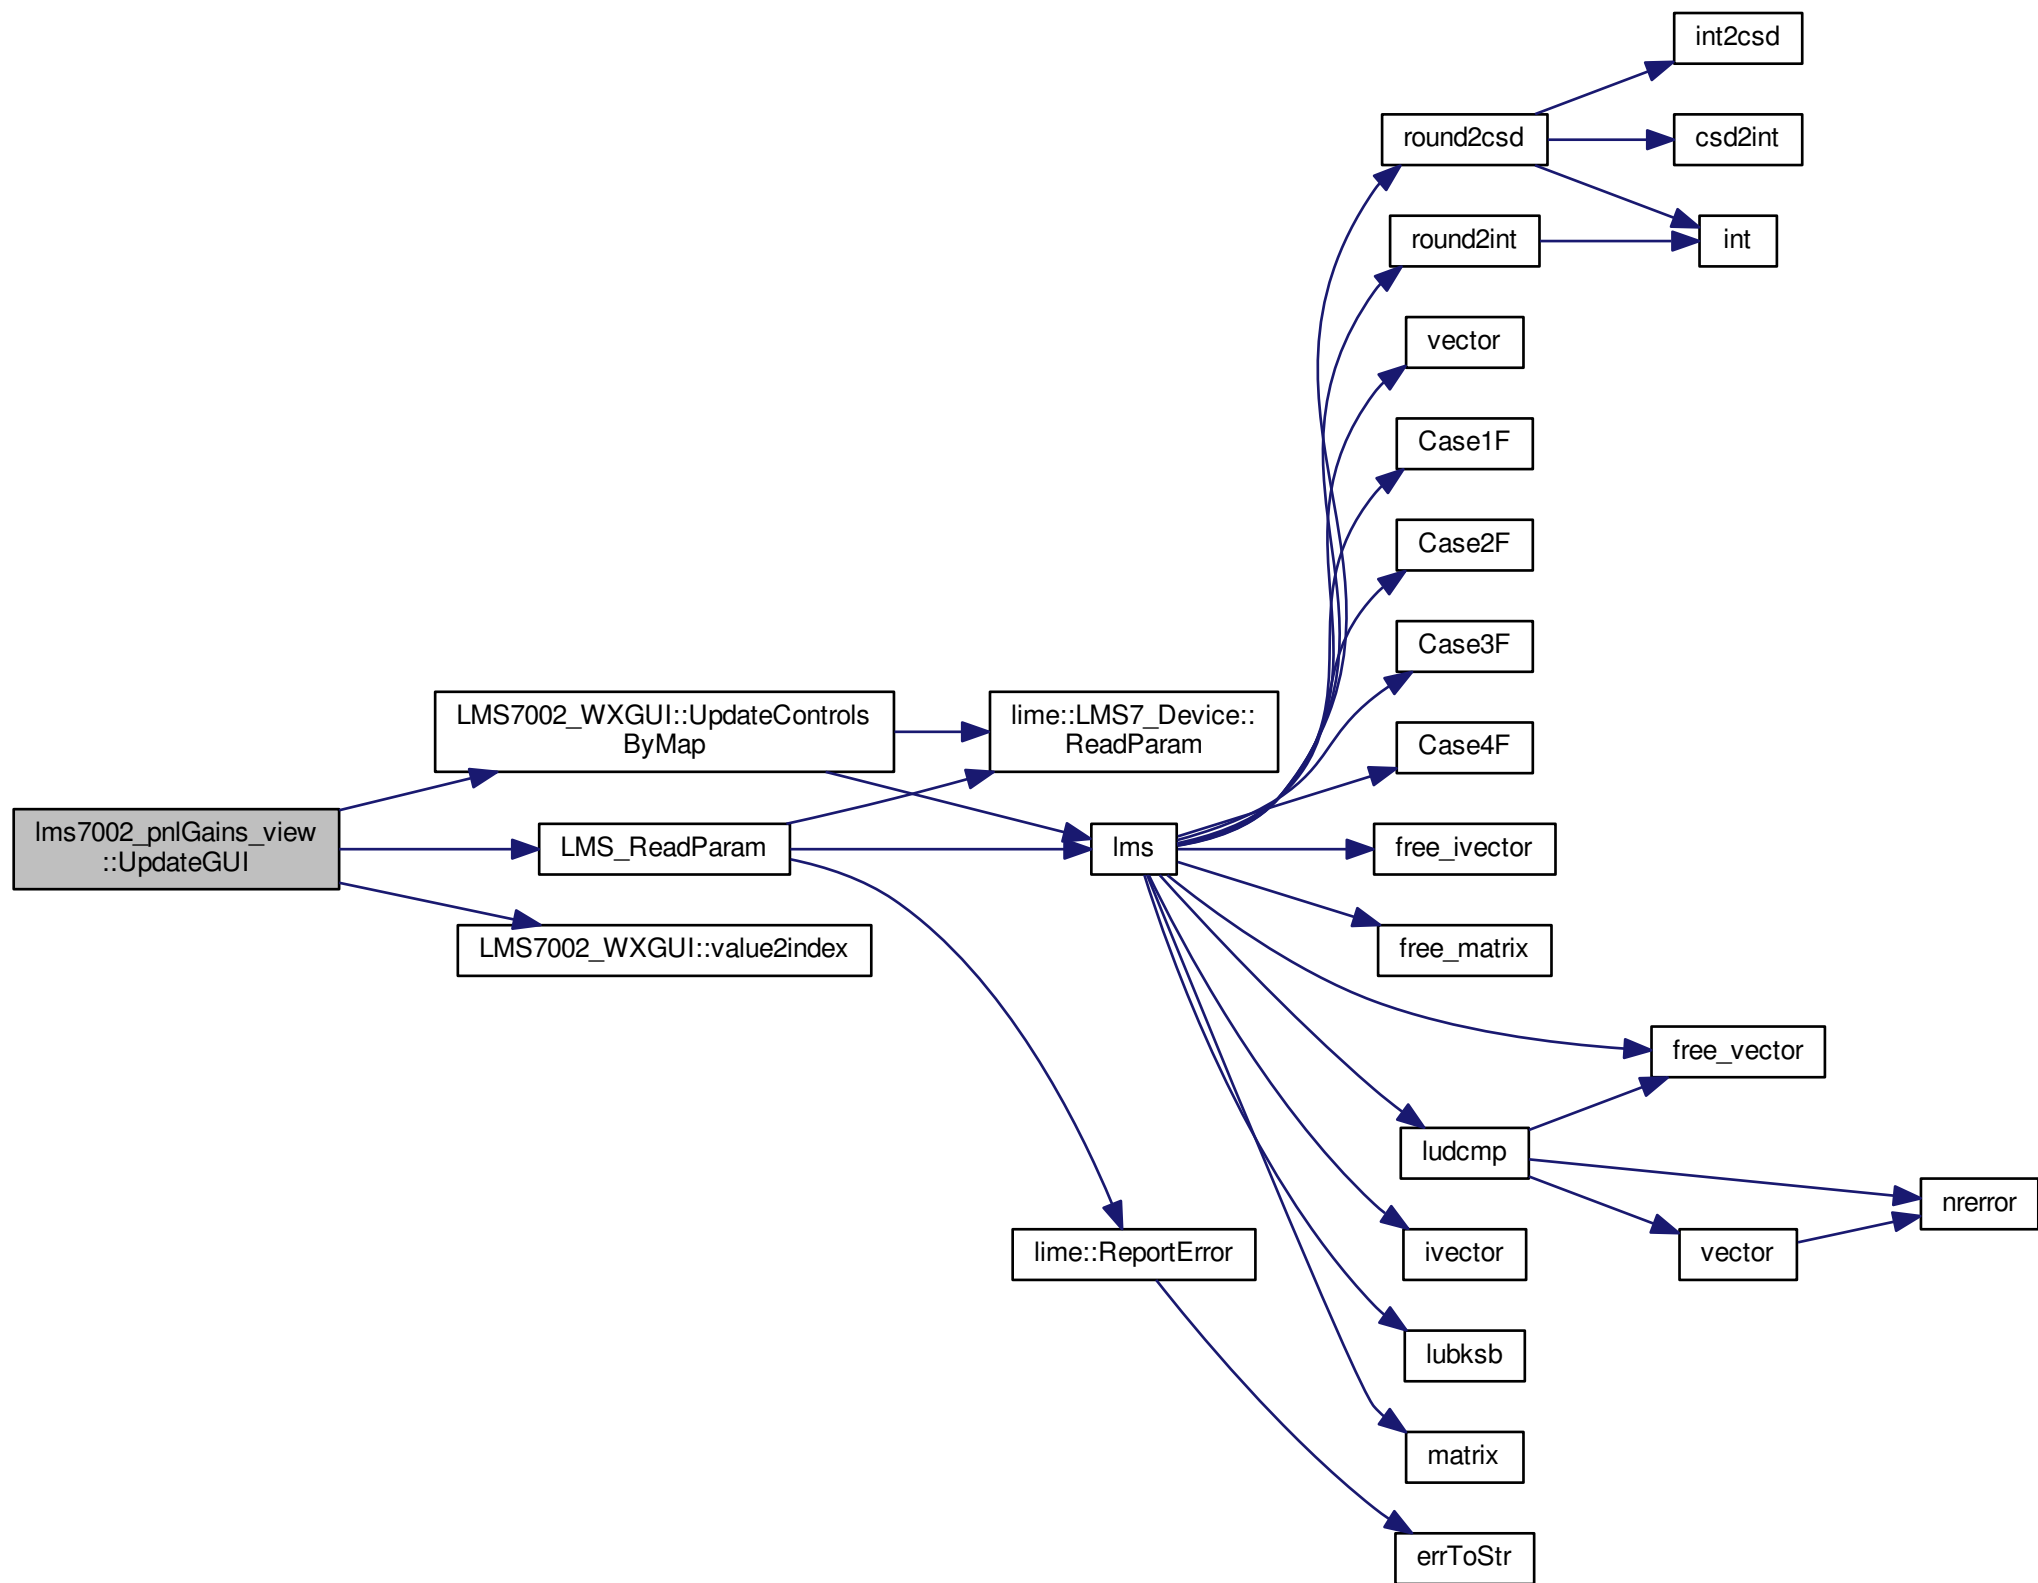 int2csd
round2csd
csd2int
round2int
int
vector
Case1F
Case2F
Case3F
LMS7002_WXGUI::UpdateControls
ByMap
lime::LMS7_Device::
ReadParam
Case4F
lms7002_pnlGains_view
::UpdateGUI
LMS_ReadParam
lms
free_ivector
LMS7002_WXGUI::value2index
free_matrix
free_vector
ludcmp
nrerror
lime::ReportError
ivector
vector
lubksb
matrix
errToStr